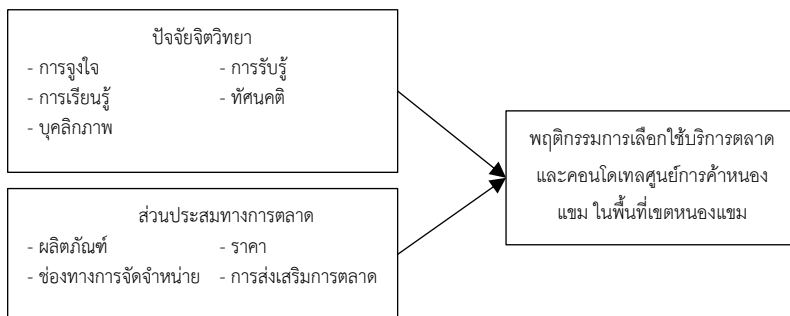 ปัจจัยจิตวิทยา
- การจูงใจ - การรับรู้
- การเรียนรู้ - ทัศนคติ
- บุคลิกภาพ
พฤติกรรมการเลือกใช้บริการตลาด
และคอนโดเทลศูนย์การค้าหนอง
แขม ในพื้นที่เขตหนองแขม
ส่วนประสมทางการตลาด
- ผลิตภัณฑ์ - ราคา
- ช่องทางการจัดจำหน่าย - การส่งเสริมการตลาด